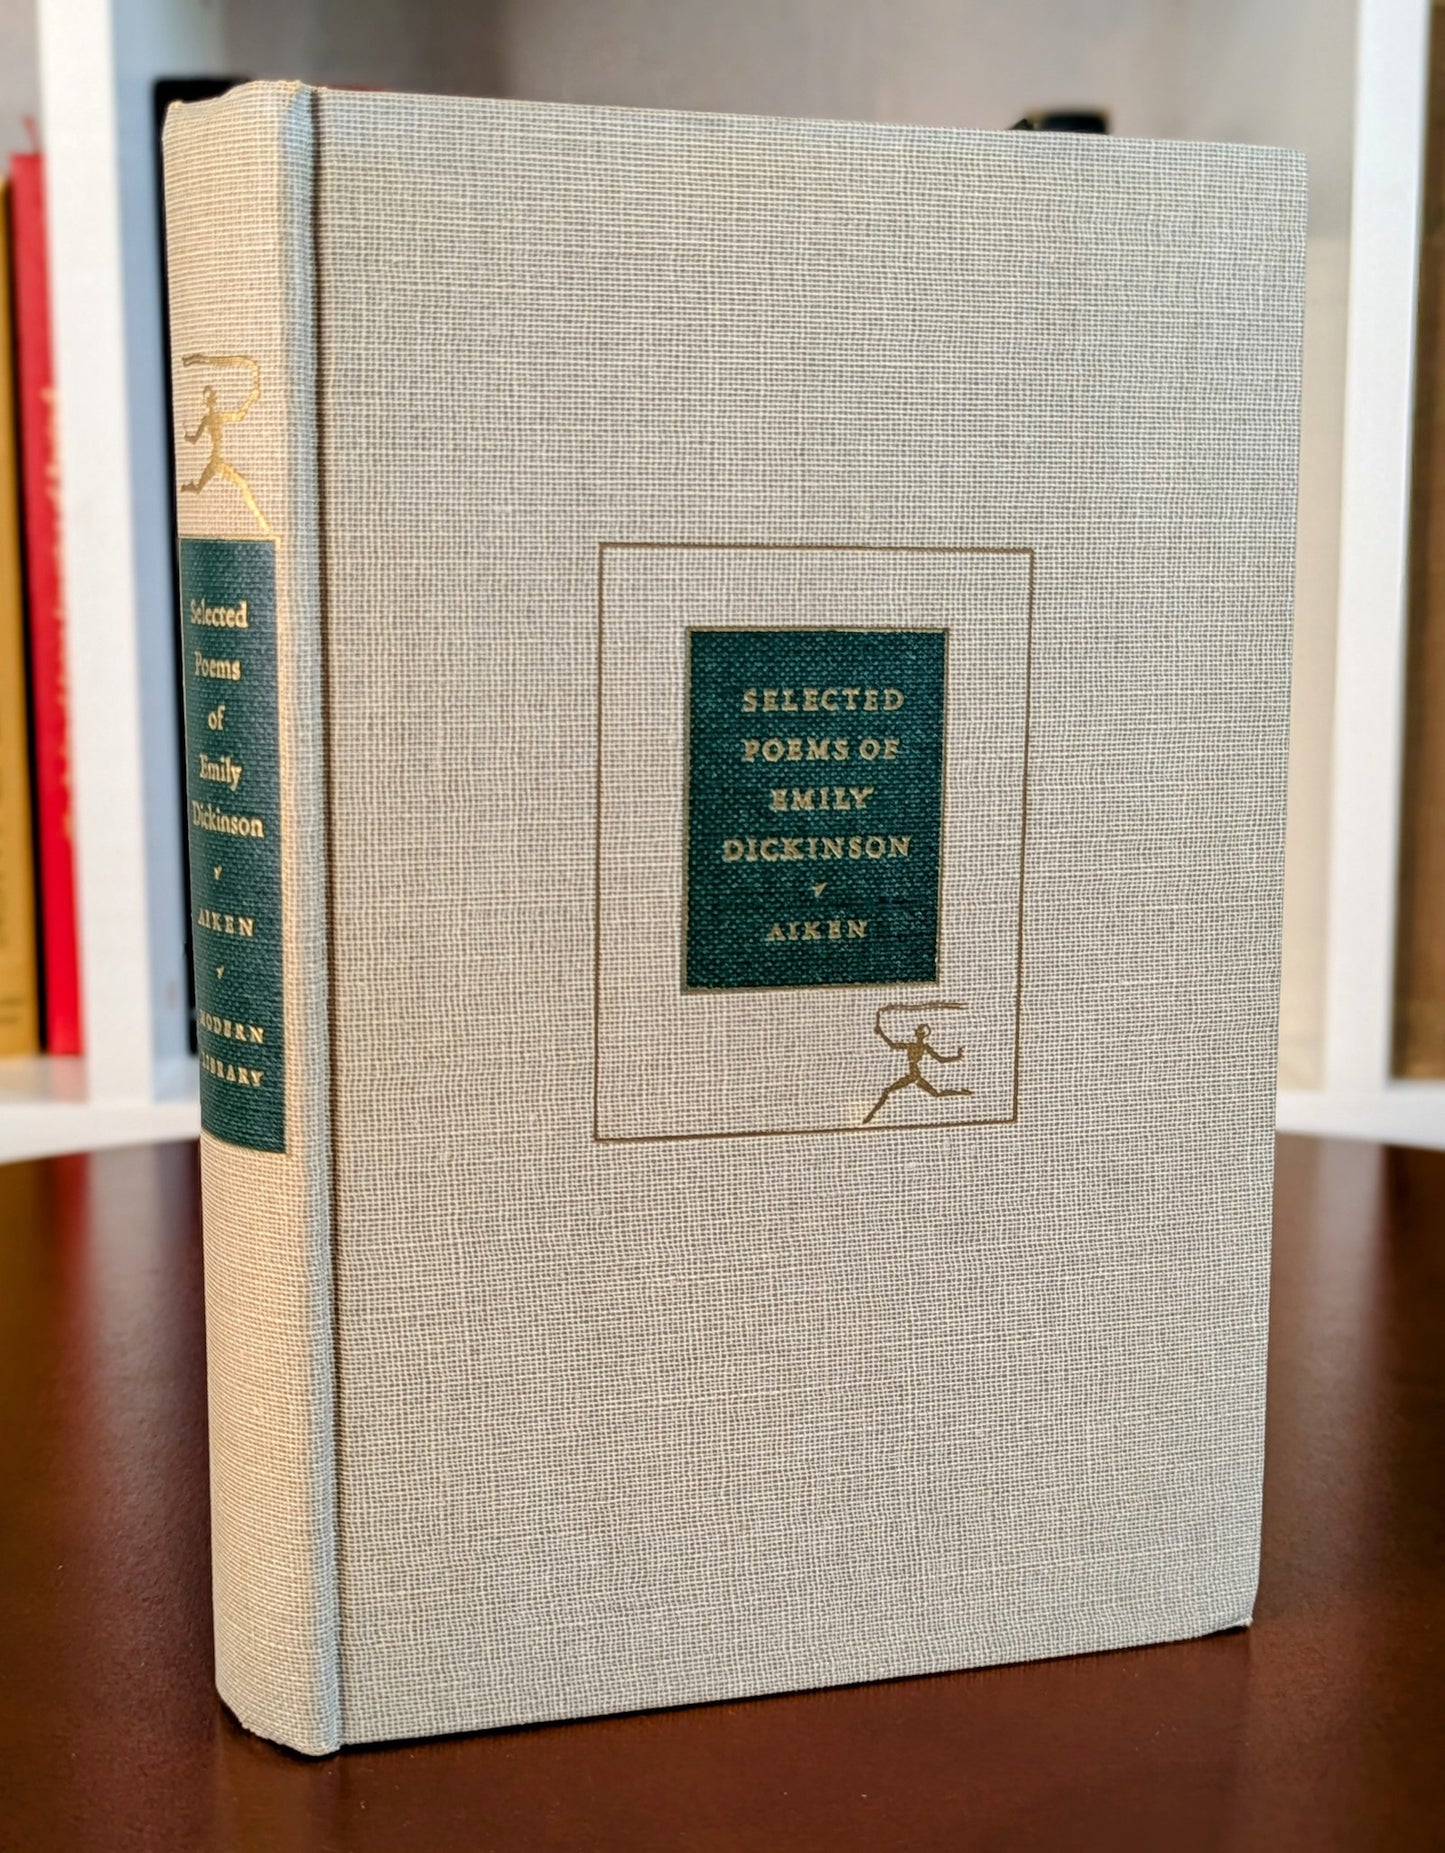 Selected
Poems
of
Emily
Dickinson
AIKEN
MODERN
LIBRARY
SELECTED
POEMS OF
EMILY
DICKINSON
AIKEN